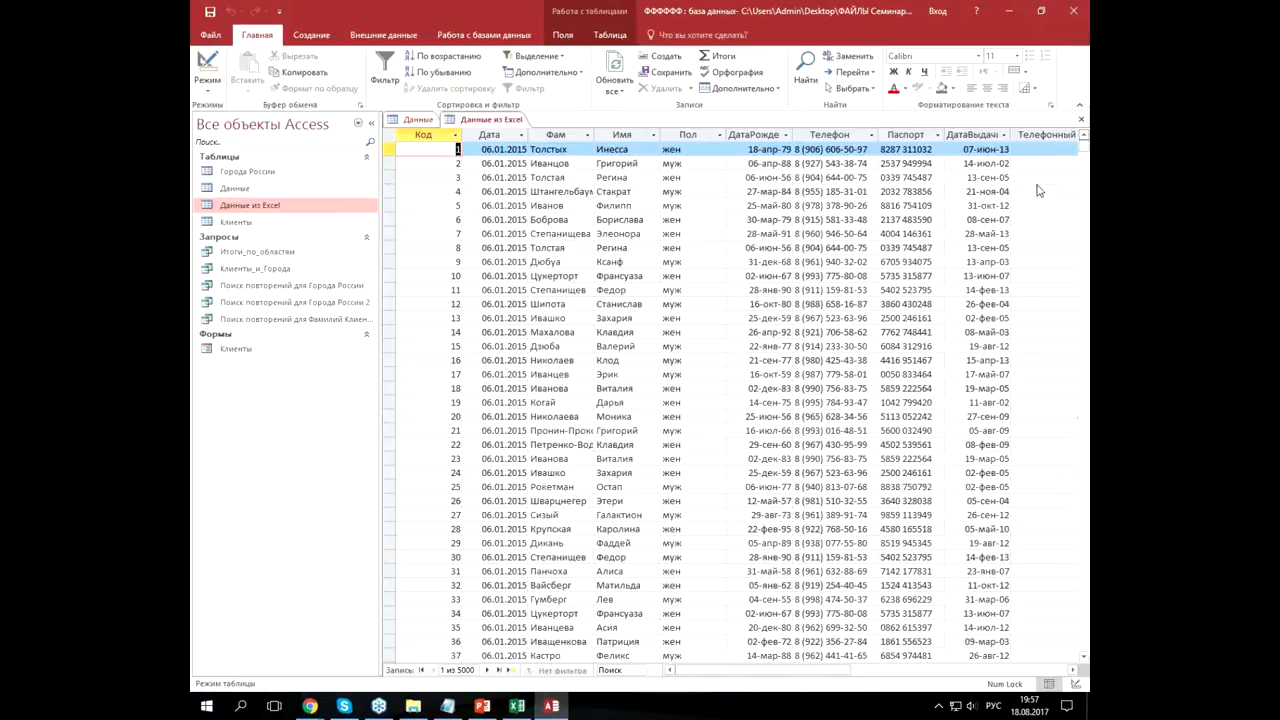 Работа с таблицами
ФФФФФФ : база данных- C:\Users\Admin\Desktop\ФАЙЛЫ Семинар...
Вход
Файл Главная Создание Внешние данные Работа с базами данных Поля Таблица Что вы хотите сделать?
Режим Вставить Вырезать Копировать Формат по образцу
Фильтр По возрастанию По убыванию Удалить сортировку Выделение Дополнительно Фильтр
Обновить все Создать Сохранить Удалить Итоги Орфография Дополнительно
Найти Заменить Перейти Выбрать Calibri 11
Ж К Ч
Режимы Буфер обмена Сортировка и фильтр Записи Найти Форматирование текста
Все объекты Access
Поиск...
Таблицы
Города России
Данные
Данные из Excel
Клиенты
Запросы
Итоги_по_областям
Клиенты_и_Города
Поиск повторений для Города России
Поиск повторений для Города России 2
Поиск повторений для Фамилий Клиен...
Формы
Клиенты
Данные Данные из Excel
Код Дата Фам Имя Пол ДатаРожде Телефон Паспорт ДатаВыдачи Телефонный
1 06.01.2015 Толстых Инесса жен 18-апр-79 8 (906) 606-50-97 8287 311032 07-июн-13
2 06.01.2015 Иванцов Григорий муж 06-апр-88 8 (927) 543-38-74 2537 949994 14-июл-02
3 06.01.2015 Толстая Регина жен 06-июн-56 8 (904) 644-00-75 0339 745487 13-сен-05
4 06.01.2015 Штангельбаум Стакрат муж 27-мар-84 8 (955) 185-31-01 2032 783856 21-ноя-04
5 06.01.2015 Иванов Филипп муж 25-май-80 8 (978) 378-90-26 8816 754109 31-окт-12
6 06.01.2015 Боброва Борислава жен 30-мар-79 8 (915) 581-33-48 2137 483590 08-сен-07
7 06.01.2015 Степанищева Элеонора жен 28-май-91 8 (960) 946-50-64 4004 146361 28-май-13
8 06.01.2015 Толстая Регина жен 06-июн-56 8 (904) 644-00-75 0339 745487 13-сен-05
9 06.01.2015 Дюбуа Ксанф муж 31-дек-68 8 (961) 940-32-02 6705 934075 13-апр-03
10 06.01.2015 Цукерторт Франсуаза жен 02-июн-67 8 (993) 775-80-08 5735 315877 13-июн-07
11 06.01.2015 Степанищев Федор муж 28-янв-90 8 (911) 159-81-53 5402 523795 14-фев-13
12 06.01.2015 Шипота Станислав муж 16-окт-80 8 (988) 658-16-87 3860 430248 26-фев-04
13 06.01.2015 Ивашко Захария жен 25-дек-59 8 (967) 523-63-96 2500 246161 02-фев-05
14 06.01.2015 Махалова Клавдия жен 26-апр-92 8 (921) 706-58-62 7762 748441 08-май-03
15 06.01.2015 Дзюба Валерий муж 22-янв-77 8 (914) 233-30-50 6084 312916 19-авг-12
16 06.01.2015 Николаев Клод муж 21-сен-77 8 (980) 425-43-38 4416 951467 15-апр-13
17 06.01.2015 Иванцев Эрик муж 16-окт-59 8 (987) 779-58-01 0050 833464 17-май-07
18 06.01.2015 Иванова Виталия жен 02-дек-83 8 (990) 756-83-75 5859 222564 19-мар-05
19 06.01.2015 Когай Дарья жен 14-сен-75 8 (995) 784-93-47 1042 799420 11-авг-02
20 06.01.2015 Николаева Моника жен 25-июн-56 8 (965) 628-34-56 5113 052242 27-сен-09
21 06.01.2015 Пронин-Прок Григорий муж 16-июл-66 8 (993) 016-48-51 5600 032490 05-авг-09
22 06.01.2015 Петренко-Вод Клавдия жен 29-сен-60 8 (967) 430-95-99 4502 539561 08-фев-09
23 06.01.2015 Иванова Виталия жен 02-дек-83 8 (990) 756-83-75 5859 222564 19-мар-05
24 06.01.2015 Ивашко Захария жен 25-дек-59 8 (967) 523-63-96 2500 246161 02-фев-05
25 06.01.2015 Рокетман Остап муж 06-июн-77 8 (940) 813-07-68 8838 750792 02-июн-05
26 06.01.2015 Шварцнегер Этери жен 12-май-57 8 (981) 510-32-55 3640 328038 05-сен-04
27 06.01.2015 Сизый Галактион муж 29-авг-73 8 (961) 389-91-74 9859 113949 26-сен-12
28 06.01.2015 Крупская Каролина жен 22-фев-95 8 (922) 768-50-16 4580 165518 05-май-10
29 06.01.2015 Дикань Фаддей муж 05-апр-89 8 (938) 077-55-80 8519 945345 18-авг-12
30 06.01.2015 Степанищев Федор муж 28-янв-90 8 (911) 159-81-53 5402 523795 14-фев-13
31 06.01.2015 Панчоха Алиса жен 31-май-58 8 (961) 632-88-69 7142 177831 23-янв-07
32 06.01.2015 Вайсберг Матильда жен 05-янв-62 8 (919) 254-40-45 1524 413543 11-окт-12
33 06.01.2015 Гумберг Лев муж 04-сен-55 8 (998) 474-50-37 6238 696229 31-мар-06
34 06.01.2015 Цукерторт Франсуаза жен 02-июн-67 8 (993) 775-80-08 5735 315877 13-июн-07
35 06.01.2015 Иванцева Асия жен 20-дек-80 8 (962) 699-32-50 0862 615397 14-июл-12
36 06.01.2015 Иващенкова Патриция жен 02-фев-72 8 (922) 356-27-84 1861 556523 09-мар-03
37 06.01.2015 Кастро Феликс муж 14-мар-88 8 (962) 441-41-65 6854 974481 26-авг-12
Запись: 1 из 5000 Нет фильтра Поиск
Режим таблицы Num Lock
РУС 19:57
18.08.2017